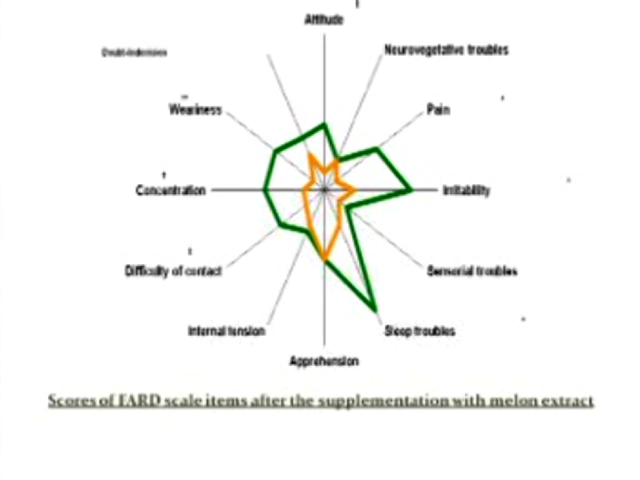 Attitude
Neurovegetative troubles
Weariness
Pain
Concentration
Irritability
Difficulty of contact
Sensorial troubles
Internal tension
Sleep troubles
Apprehension
Scores of FARD scale items after the supplementation with melon extract